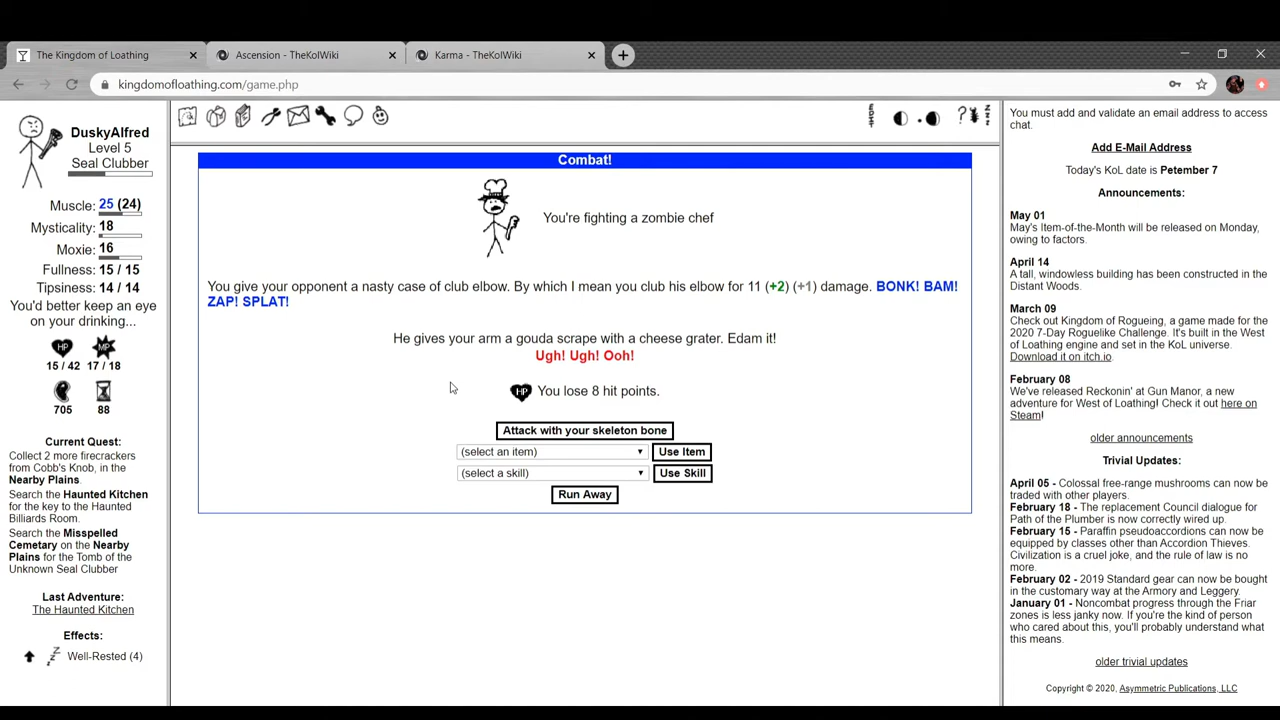 The Kingdom of Loathing
Ascension - TheKolWiki
Karma - TheKolWiki
kingdomofloathing.com/game.php
DuskyAlfred
Level 5
Seal Clubber
Muscle: 25 (24)
Mysticality: 18
Moxie: 16
Fullness: 15 / 15
Tipsiness: 14 / 14
You'd better keep an eye
on your drinking...
HP MP
15 / 42 17 / 18
705 88
Current Quest:
Collect 2 more firecrackers
from Cobb's Knob, in the
Nearby Plains.
Search the Haunted Kitchen
for the key to the Haunted
Billiards Room.
Search the Misspelled
Cemetary on the Nearby
Plains for the Tomb of the
Unknown Seal Clubber
Last Adventure:
The Haunted Kitchen
Effects:
Well-Rested (4)
Combat!
You're fighting a zombie chef
You give your opponent a nasty case of club elbow. By which I mean you club his elbow for 11 (+2) (+1) damage. BONK! BAM!
ZAP! SPLAT!
He gives your arm a gouda scrape with a cheese grater. Edam it!
Ugh! Ugh! Ooh!
HP You lose 8 hit points.
Attack with your skeleton bone
(select an item) Use Item
(select a skill) Use Skill
Run Away
You must add and validate an email address to access
chat.
Add E-Mail Address
Today's KoL date is Petember 7
Announcements:
May 01
May's Item-of-the-Month will be released on Monday,
owing to factors.
April 14
A tall, windowless building has been constructed in the
Distant Woods.
March 09
Check out Kingdom of Rogueing, a game made for the
2020 7-Day Roguelike Challenge. It's built in the West
of Loathing engine and set in the KoL universe.
Download it on itch.io.
February 08
We've released Reckonin' at Gun Manor, a new
adventure for West of Loathing! Check it out here on
Steam!
older announcements
Trivial Updates:
April 05 - Colossal free-range mushrooms can now be
traded with other players.
February 18 - The replacement Council dialogue for
Path of the Plumber is now correctly wired up.
February 15 - Paraffin pseudoaccordions can now be
equipped by classes other than Accordion Thieves.
Civilization is a cruel joke, and the rule of law is no
more.
February 02 - 2019 Standard gear can now be bought
in the customary way at the Armory and Leggery.
January 01 - Noncombat progress through the Friar
zones is less janky now. If you're the kind of person
who cared about this, you'll probably understand what
this means.
older trivial updates
Copyright © 2020, Asymmetric Publications, LLC